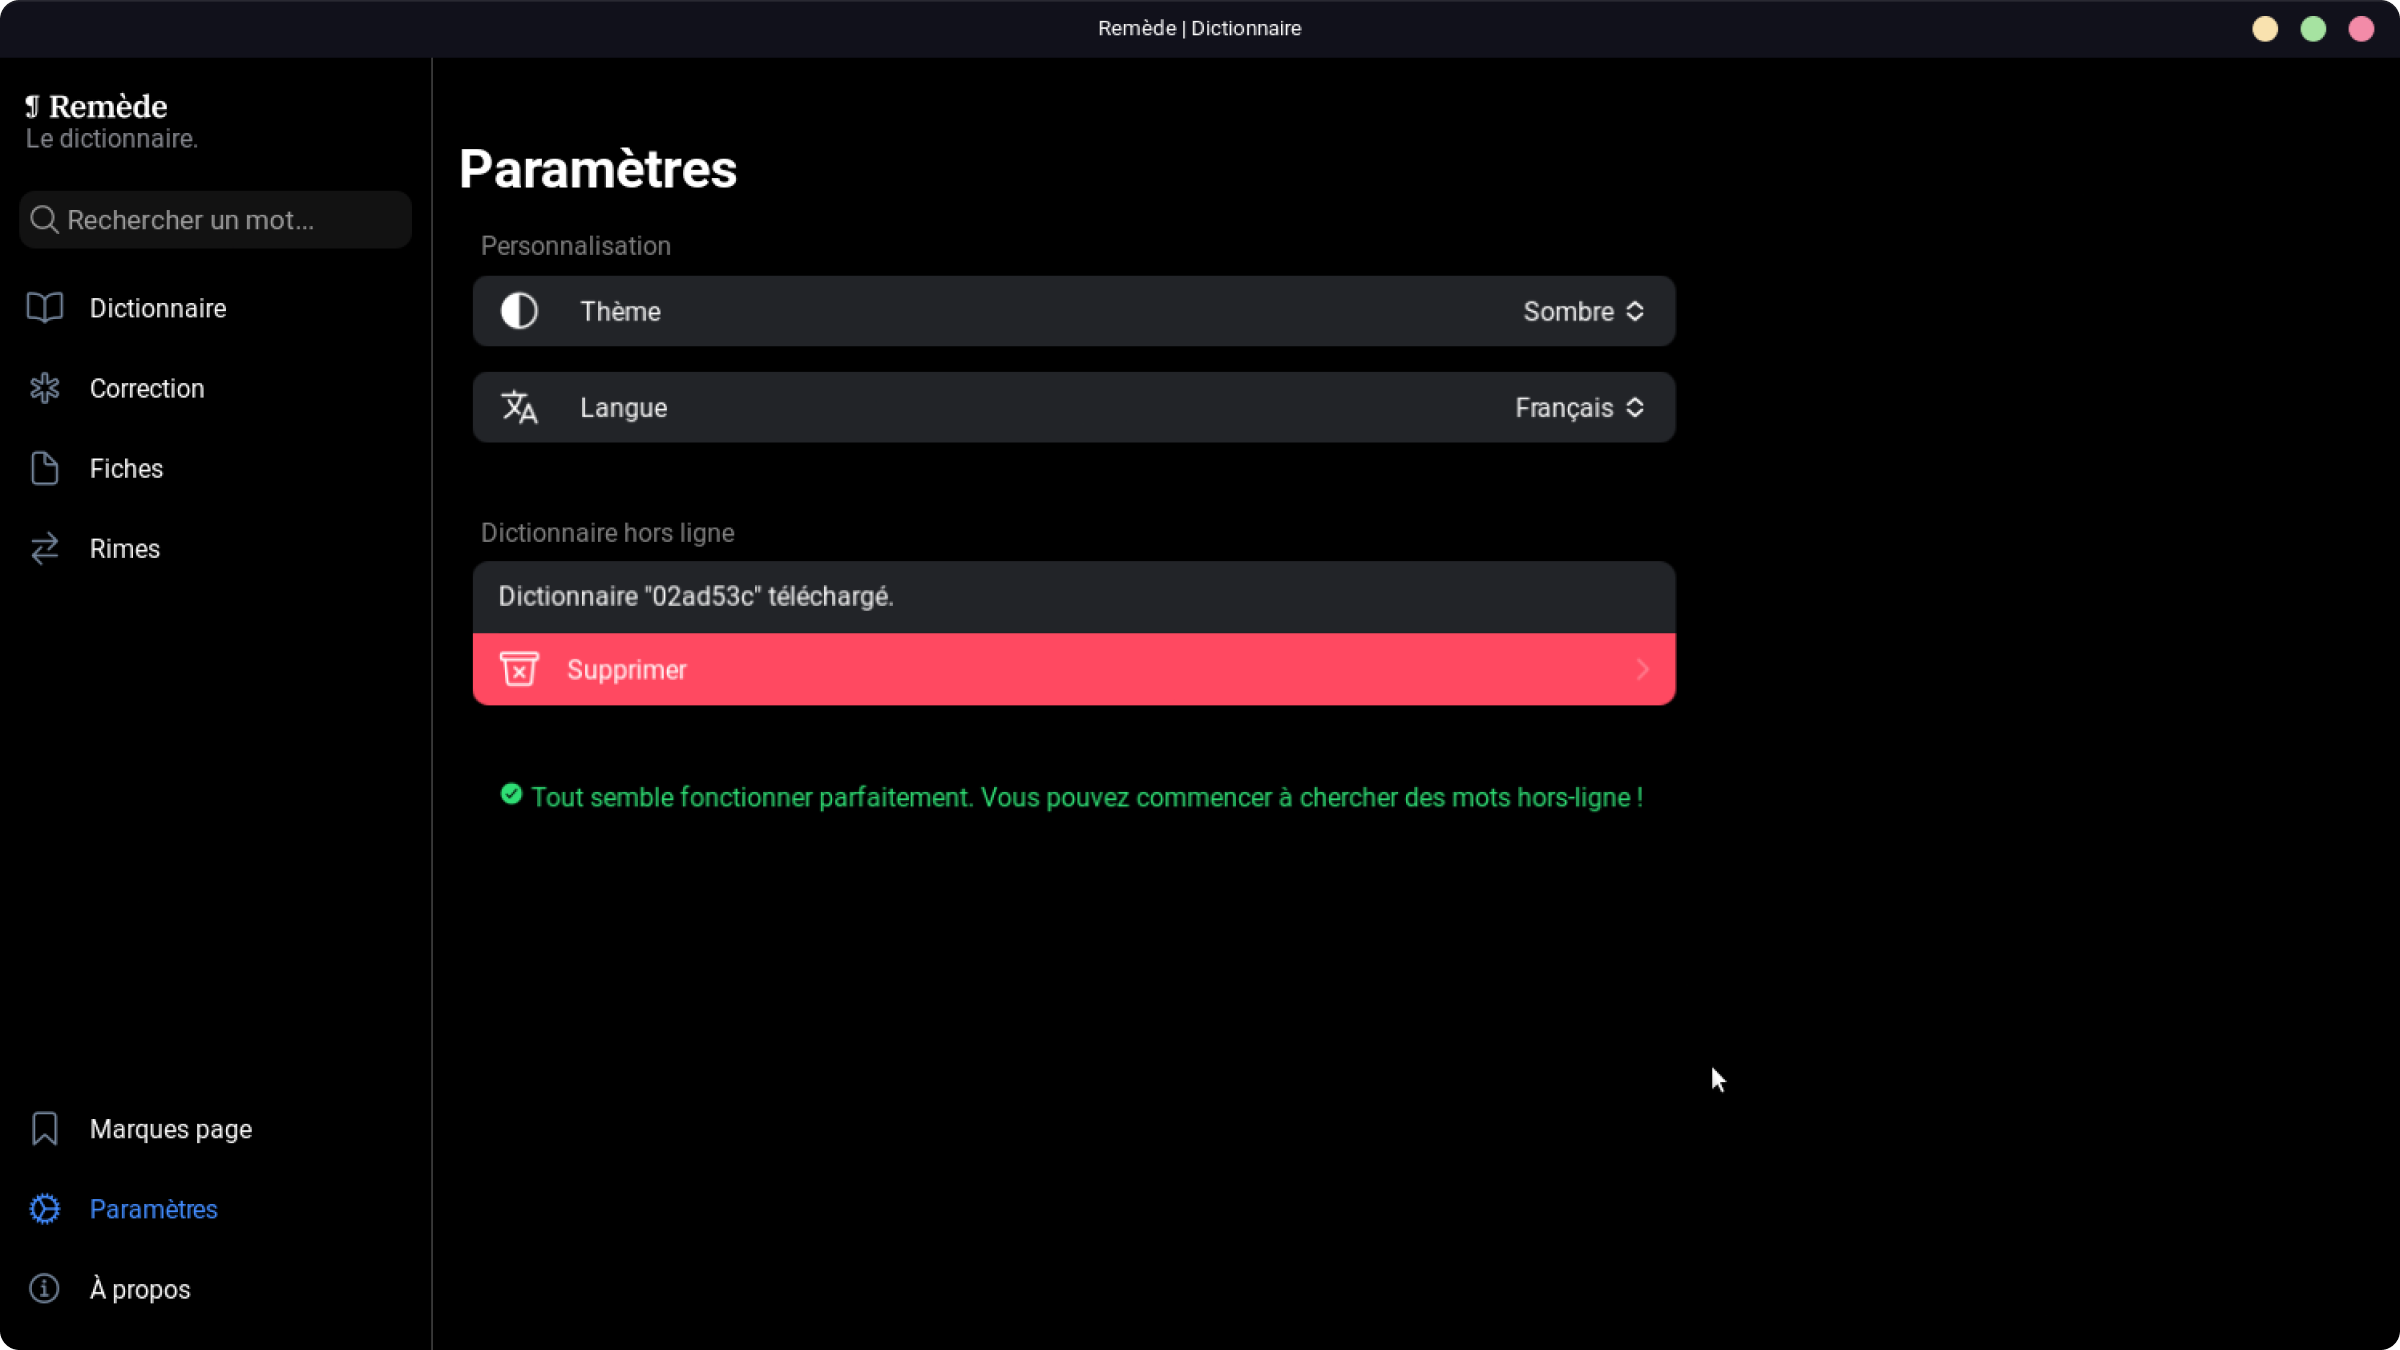 Remède | Dictionnaire
¶ Remède
Le dictionnaire.
Rechercher un mot...
Dictionnaire
Correction
Fiches
Rimes
Marques page
Paramètres
À propos
Paramètres
Personnalisation
Thème Sombre
Langue Français
Dictionnaire hors ligne
Dictionnaire "02ad53c" téléchargé.
Supprimer
Tout semble fonctionner parfaitement. Vous pouvez commencer à chercher des mots hors-ligne !